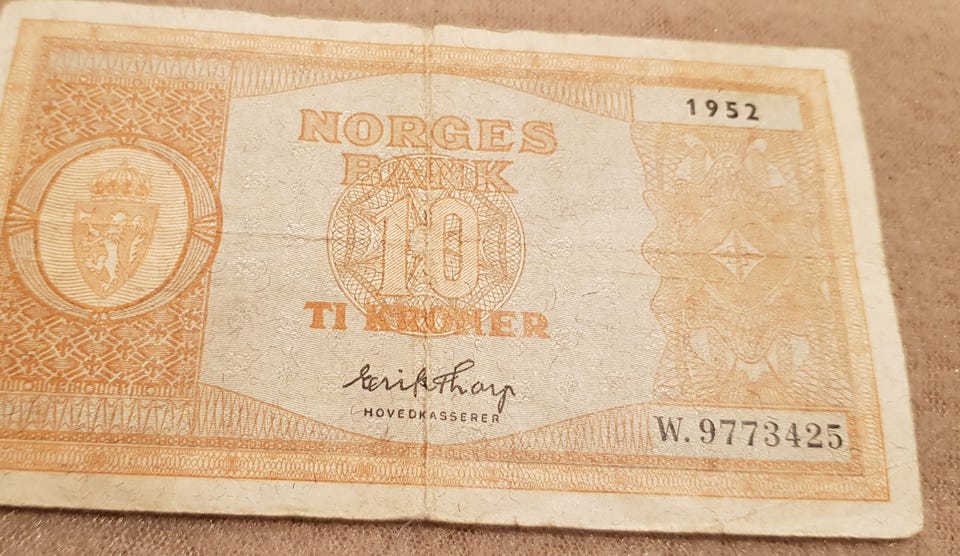 1952
NORGES
BANK
10
TI KRONER
Erik Thorp
HOVEDKASSERER
W. 9773425